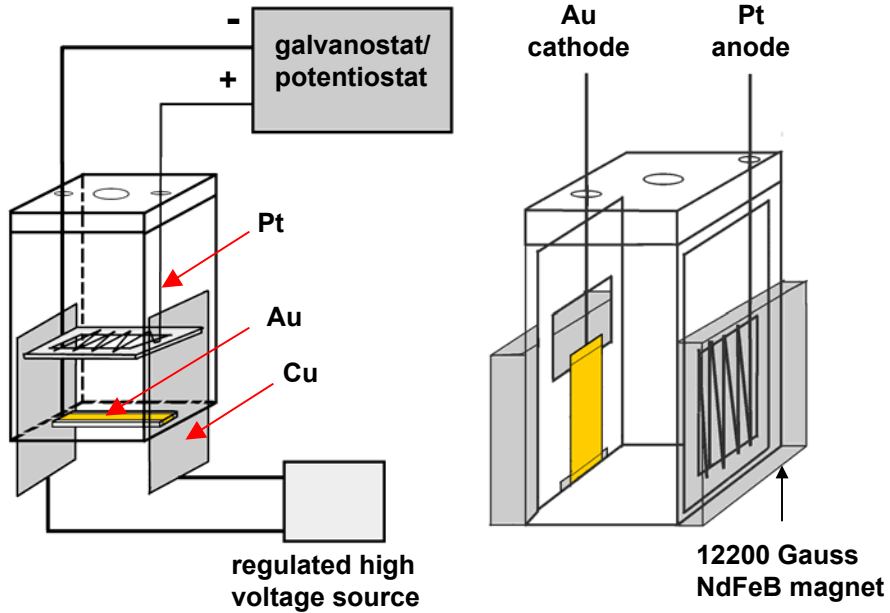 -
+
galvanostat/
potentiostat
Pt
Au
Cu
regulated high
voltage source
Au
cathode
Pt
anode
12200 Gauss
NdFeB magnet